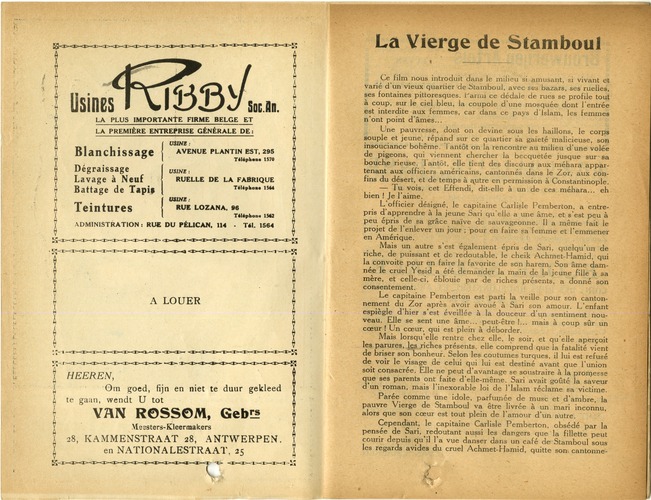 Usines RIBBY Soc. An.
LA PLUS IMPORTANTE FIRME BELGE ET
LA PREMIÈRE ENTREPRISE GÉNÉRALE DE:
Blanchissage
USINE:
AVENUE PLANTIN EST, 295
Téléphone 1570
Dégraissage
Lavage à Neuf
Battage de Tapis
USINE:
RUELLE DE LA FABRIQUE
Téléphone 1564
Teintures
USINE:
RUE LOZANA, 96
Téléphone 1562
ADMINISTRATION: RUE DU PÉLICAN, 114 - Tél. 1564
A LOUER
HEEREN,
Om goed, fijn en niet te duur gekleed
te gaan, wendt U tot
VAN ROSSOM, Gebrs
Meesters-Kleermakers
28, KAMMENSTRAAT 28, ANTWERPEN.
en NATIONALESTRAAT, 25
La Vierge de Stamboul
Ce film nous introduit dans le milieu si amusant, si vivant et
varié d'un vieux quartier de Stamboul, avec ses bazars, ses ruelles,
ses fontaines pittoresques. Parmi ce dédale de rues se profile tout
à coup, sur le ciel bleu, la coupole d'une mosquée dont l'entrée
est interdite aux femmes, car dans ce pays d'Islam, les femmes
n'ont point d'âmes...
Une pauvresse, dont on devine sous les haillons, le corps
souple et jeune, répand sur ce quartier sa gaieté malicieuse, son
insouciance bohême. Tantôt on la rencontre au milieu d'une volée
de pigeons, qui viennent chercher la becquetée jusque sur sa
bouche rieuse. Tantôt, elle tient des discours aux méhara appar-
tenant aux officiers américains, cantonnés dans le Zor, aux con-
fins du désert, et de temps à autre en permission à Constantinople.
— Tu vois, cet Effendi, dit-elle à un de ces méhara... eh
bien ! Je l'aime.
L'officier désigné, le capitaine Carlisle Pemberton, a entre-
pris d'apprendre à la jeune Sari qu'elle a une âme, et s'est peu à
peu épris de sa grâce naïve de sauvageonne. Il a même fait le
projet de l'enlever un jour ; pour en faire sa femme et l'emmener
en Amérique.
Mais un autre s'est également épris de Sari, quelqu'un de
riche, de puissant et de redoutable, le cheik Achmet-Hamid, qui
la convoite pour en faire la favorite de son harem. Son âme dam-
née le cruel Yesid a été demander la main de la jeune fille à sa
mère, et celle-ci, éblouie par de riches présents, a donné son
consentement.
Le capitaine Pemberton est parti la veille pour son canton-
nement du Zor après avoir avoué à Sari son amour. L'enfant
espiègle d'hier s'est éveillée à la douceur d'un sentiment nou-
veau. Elle se sent une âme... peut-être !... mais à coup sûr un
cœur ! Un cœur, qui est plein à déborder.
Mais lorsqu'elle rentre chez elle, le soir, et qu'elle aperçoit
les parures, les riches présents, elle comprend que la fatalité vient
de briser son bonheur. Selon les coutumes turques, il lui est refusé
de voir le visage de celui qui lui est destiné avant que l'union
soit consacrée. Elle ne peut d'avantage se soustraire à la promesse
que ses parents ont faite d'elle-même. Sari avait goûté la saveur
d'un roman, mais l'inexorable loi de l'Islam réclame sa victime.
Parée comme une idole, parfumée de musc et d'ambre, la
pauvre Vierge de Stamboul va être livrée à un mari inconnu,
alors que son cœur est tout plein de l'amour d'un autre.
Cependant, le capitaine Carlisle Pemberton, obsédé par la
pensée de Sari, redoutant aussi les dangers que la fillette peut
courir depuis qu'il l'a vue danser dans un café de Stamboul sous
les regards avides du cruel Achmet-Hamid, quitte son cantonne-